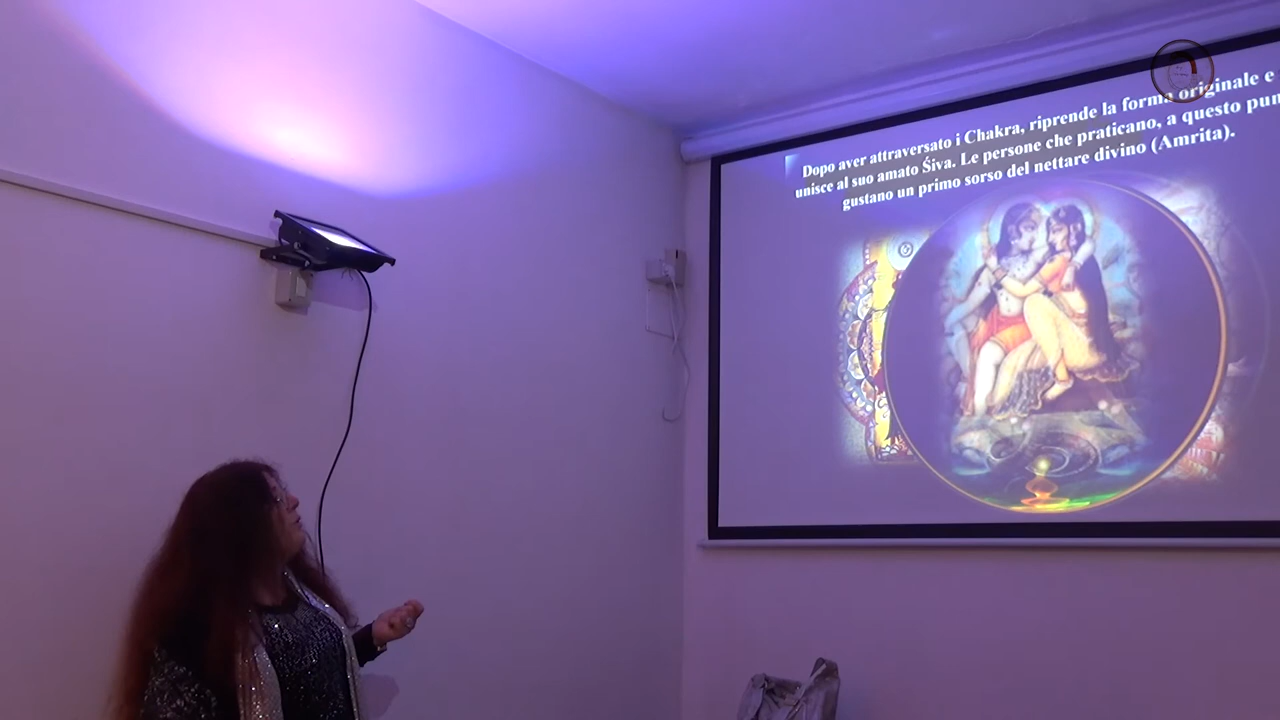 Dopo aver attraversato i Chakra, riprende la forma originale e
unisce al suo amato Śiva. Le persone che praticano, a questo pun
gustano un primo sorso del nettare divino (Amrita).